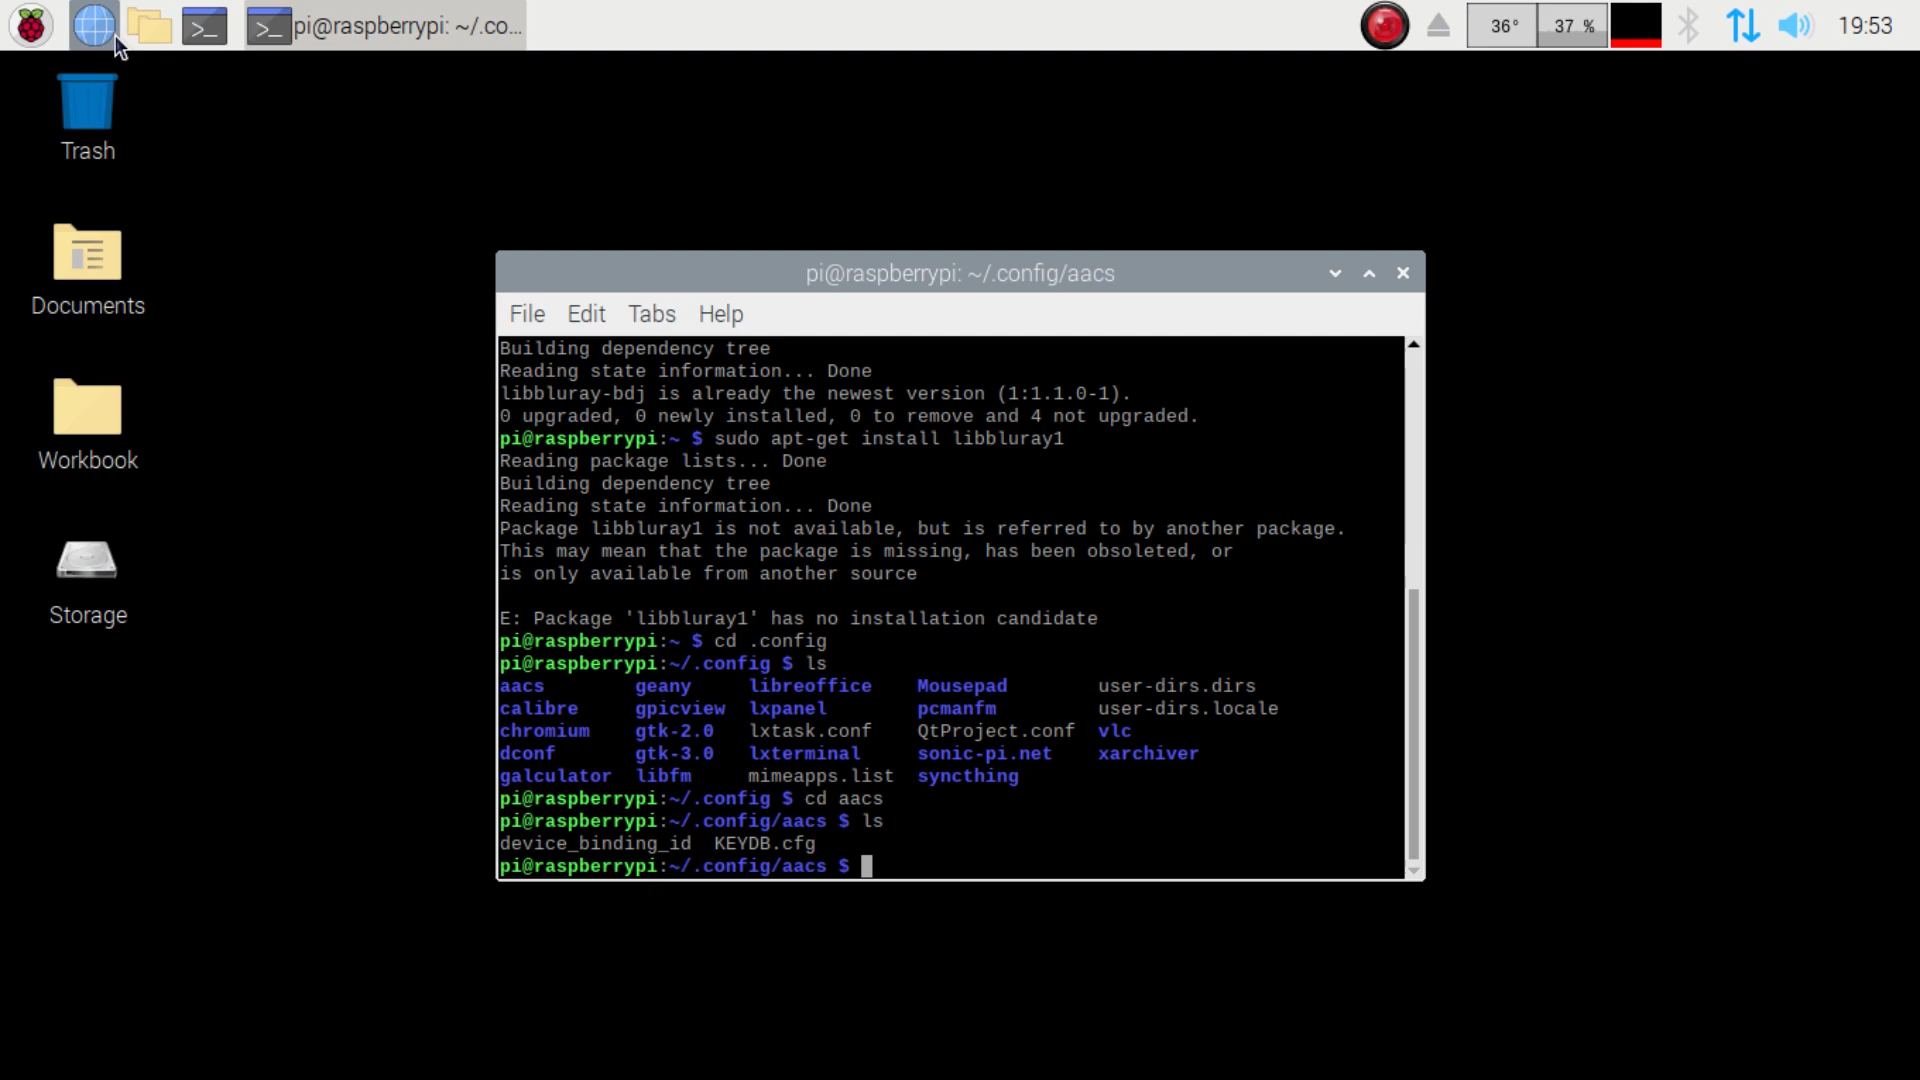 pi@raspberrypi: ~/.co...
36°
37 %
19:53
Trash
Documents
Workbook
Storage
pi@raspberrypi: ~/.config/aacs
File Edit Tabs Help
Building dependency tree
Reading state information... Done
libbluray-bdj is already the newest version (1:1.1.0-1).
0 upgraded, 0 newly installed, 0 to remove and 4 not upgraded.
pi@raspberrypi:~ $ sudo apt-get install libbluray1
Reading package lists... Done
Building dependency tree
Reading state information... Done
Package libbluray1 is not available, but is referred to by another package.
This may mean that the package is missing, has been obsoleted, or
is only available from another source

E: Package 'libbluray1' has no installation candidate
pi@raspberrypi:~ $ cd .config
pi@raspberrypi:~/.config $ ls
aacs geany libreoffice Mousepad user-dirs.dirs
calibre gpicview lxpanel pcmanfm user-dirs.locale
chromium gtk-2.0 lxtask.conf QtProject.conf vlc
dconf gtk-3.0 lxterminal sonic-pi.net xarchiver
galculator libfm mimeapps.list syncthing
pi@raspberrypi:~/.config $ cd aacs
pi@raspberrypi:~/.config/aacs $ ls
device_binding_id KEYDB.cfg
pi@raspberrypi:~/.config/aacs $